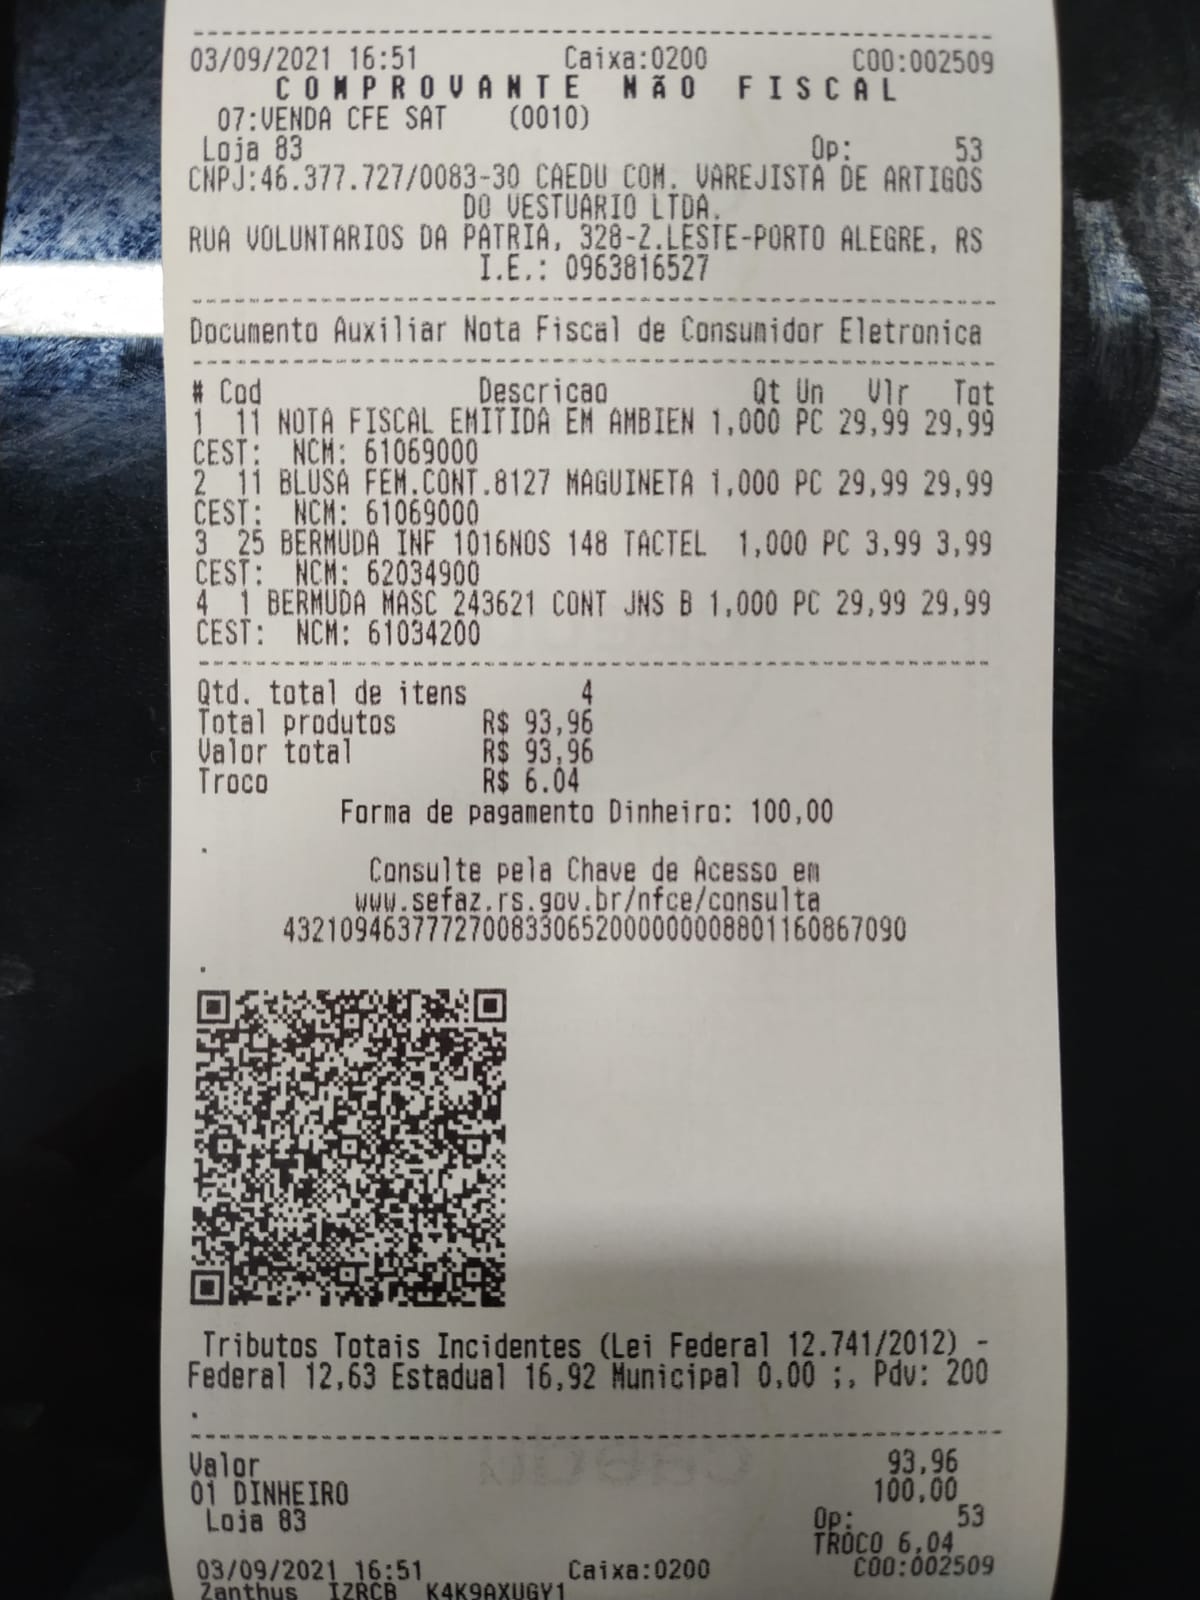 03/09/2021 16:51 Caixa:0200 COO:002509
COMPROVANTE NÃO FISCAL
07:VENDA CFE SAT (0010)
Loja 83 Op: 53
CNPJ:46.377.727/0083-30 CAEDU COM. VAREJISTA DE ARTIGOS
DO VESTUARIO LTDA.
RUA VOLUNTARIOS DA PATRIA, 328-Z.LESTE-PORTO ALEGRE, RS
I.E.: 0963816527
Documento Auxiliar Nota Fiscal de Consumidor Eletronica
# Cod Descricao Qt Un Vlr Tot
1 11 NOTA FISCAL EMITIDA EM AMBIEN 1,000 PC 29,99 29,99
CEST: NCM: 61069000
2 11 BLUSA FEM.CONT.8127 MAGUINETA 1,000 PC 29,99 29,99
CEST: NCM: 61069000
3 25 BERMUDA INF 1016NOS 148 TACTEL 1,000 PC 3,99 3,99
CEST: NCM: 62034900
4 1 BERMUDA MASC 243621 CONT JNS B 1,000 PC 29,99 29,99
CEST: NCM: 61034200
Qtd. total de itens 4
Total produtos R$ 93,96
Valor total R$ 93,96
Troco R$ 6.04
Forma de pagamento Dinheiro: 100,00
.
Consulte pela Chave de Acesso em
www.sefaz.rs.gov.br/nfce/consulta
43210946377727008330652000000008801160867090
.
Tributos Totais Incidentes (Lei Federal 12.741/2012) -
Federal 12,63 Estadual 16,92 Municipal 0,00 ;, Pdv: 200
.
Valor 93,96
01 DINHEIRO 100,00
Loja 83 Op: 53
TROCO 6,04
03/09/2021 16:51 Caixa:0200 COO:002509
Zanthus IZRCB K4K9AXUGY1